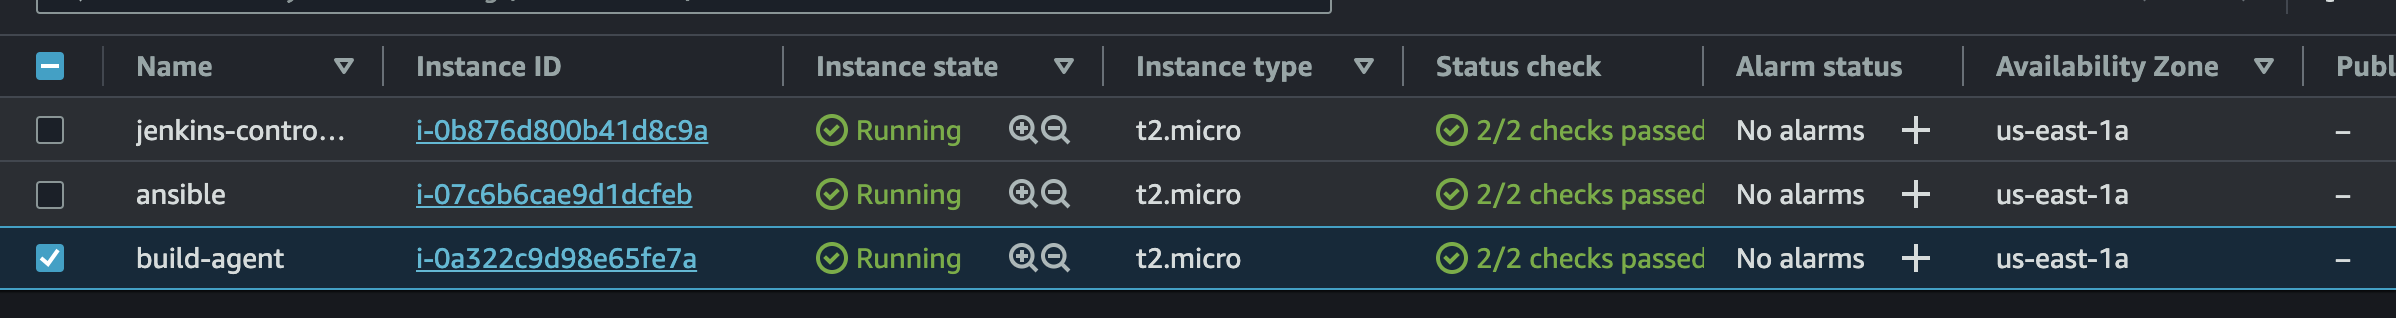 Name Instance ID Instance state Instance type Status check Alarm status Availability Zone Publ
jenkins-contro... i-0b876d800b41d8c9a Running t2.micro 2/2 checks passed No alarms + us-east-1a –
ansible i-07c6b6cae9d1dcfeb Running t2.micro 2/2 checks passed No alarms + us-east-1a –
build-agent i-0a322c9d98e65fe7a Running t2.micro 2/2 checks passed No alarms + us-east-1a –